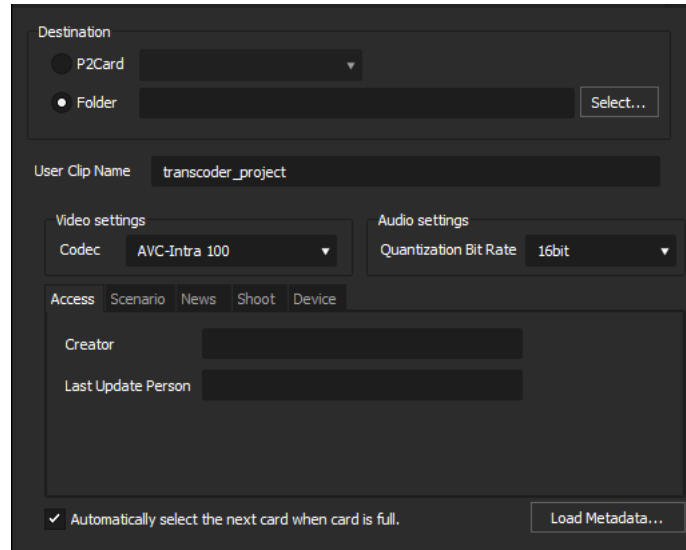 Destination
P2Card
Folder Select...
User Clip Name transcoder_project
Video settings Audio settings
Codec AVC-Intra 100 Quantization Bit Rate 16bit
Access Scenario News Shoot Device
Creator
Last Update Person
Automatically select the next card when card is full. Load Metadata...